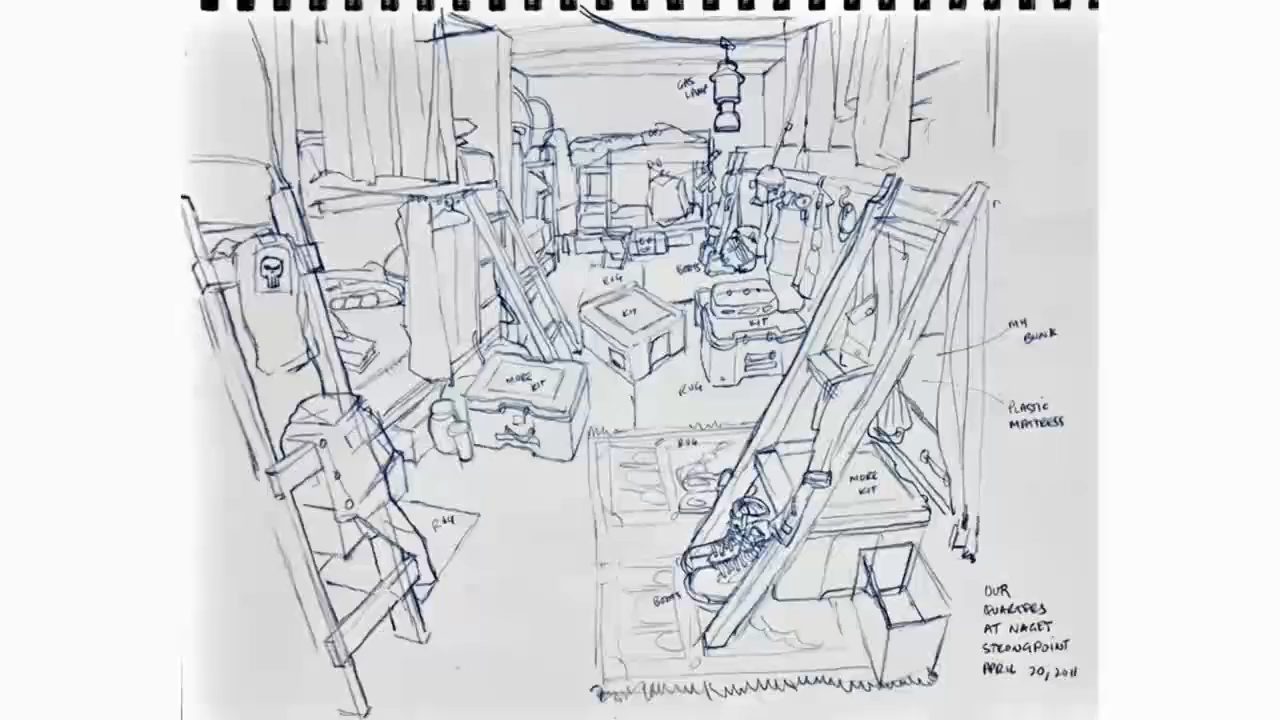 GAS
LAMP
RUG
BOOTS
KIT
KIT
RUG
MORE
KIT
MY
BUNK
PLASTIC
MATTRESS
RUG
MORE
KIT
RUG
BOOTS
OUR
QUARTERS
AT NAGET
STRONGPOINT
APRIL 20, 2011